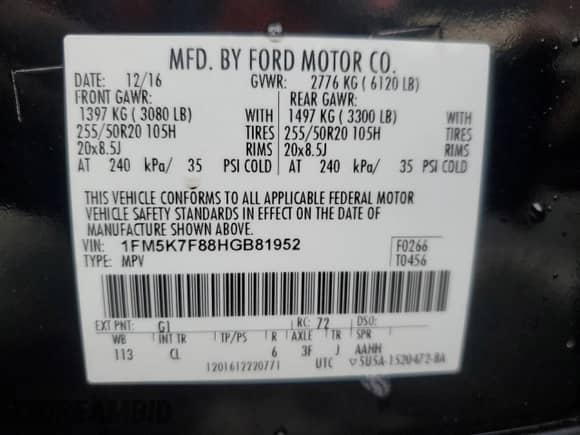 MFD. BY FORD MOTOR CO.
DATE: 12/16 GVWR: 2776 KG ( 6120 LB)
FRONT GAWR: REAR GAWR:
1397 KG ( 3080 LB) WITH 1497 KG ( 3300 LB) WITH
255/50R20 105H TIRES 255/50R20 105H TIRES
20x8.5J RIMS 20x8.5J RIMS
AT 240 kPa/ 35 PSI COLD AT 240 kPa/ 35 PSI COLD
THIS VEHICLE CONFORMS TO ALL APPLICABLE FEDERAL MOTOR
VEHICLE SAFETY STANDARDS IN EFFECT ON THE DATE OF
MANUFACTURE SHOWN ABOVE.
VIN: 1FM5K7F88HGB81952 F0266
TYPE: MPV T0456
EXT PNT: G1 RC: 72 DSO:
WB INT TR TP/PS R AXLE TR
113 CL 6 3F J AANH
1201612220771 UTC 5U5A-1520472-BA